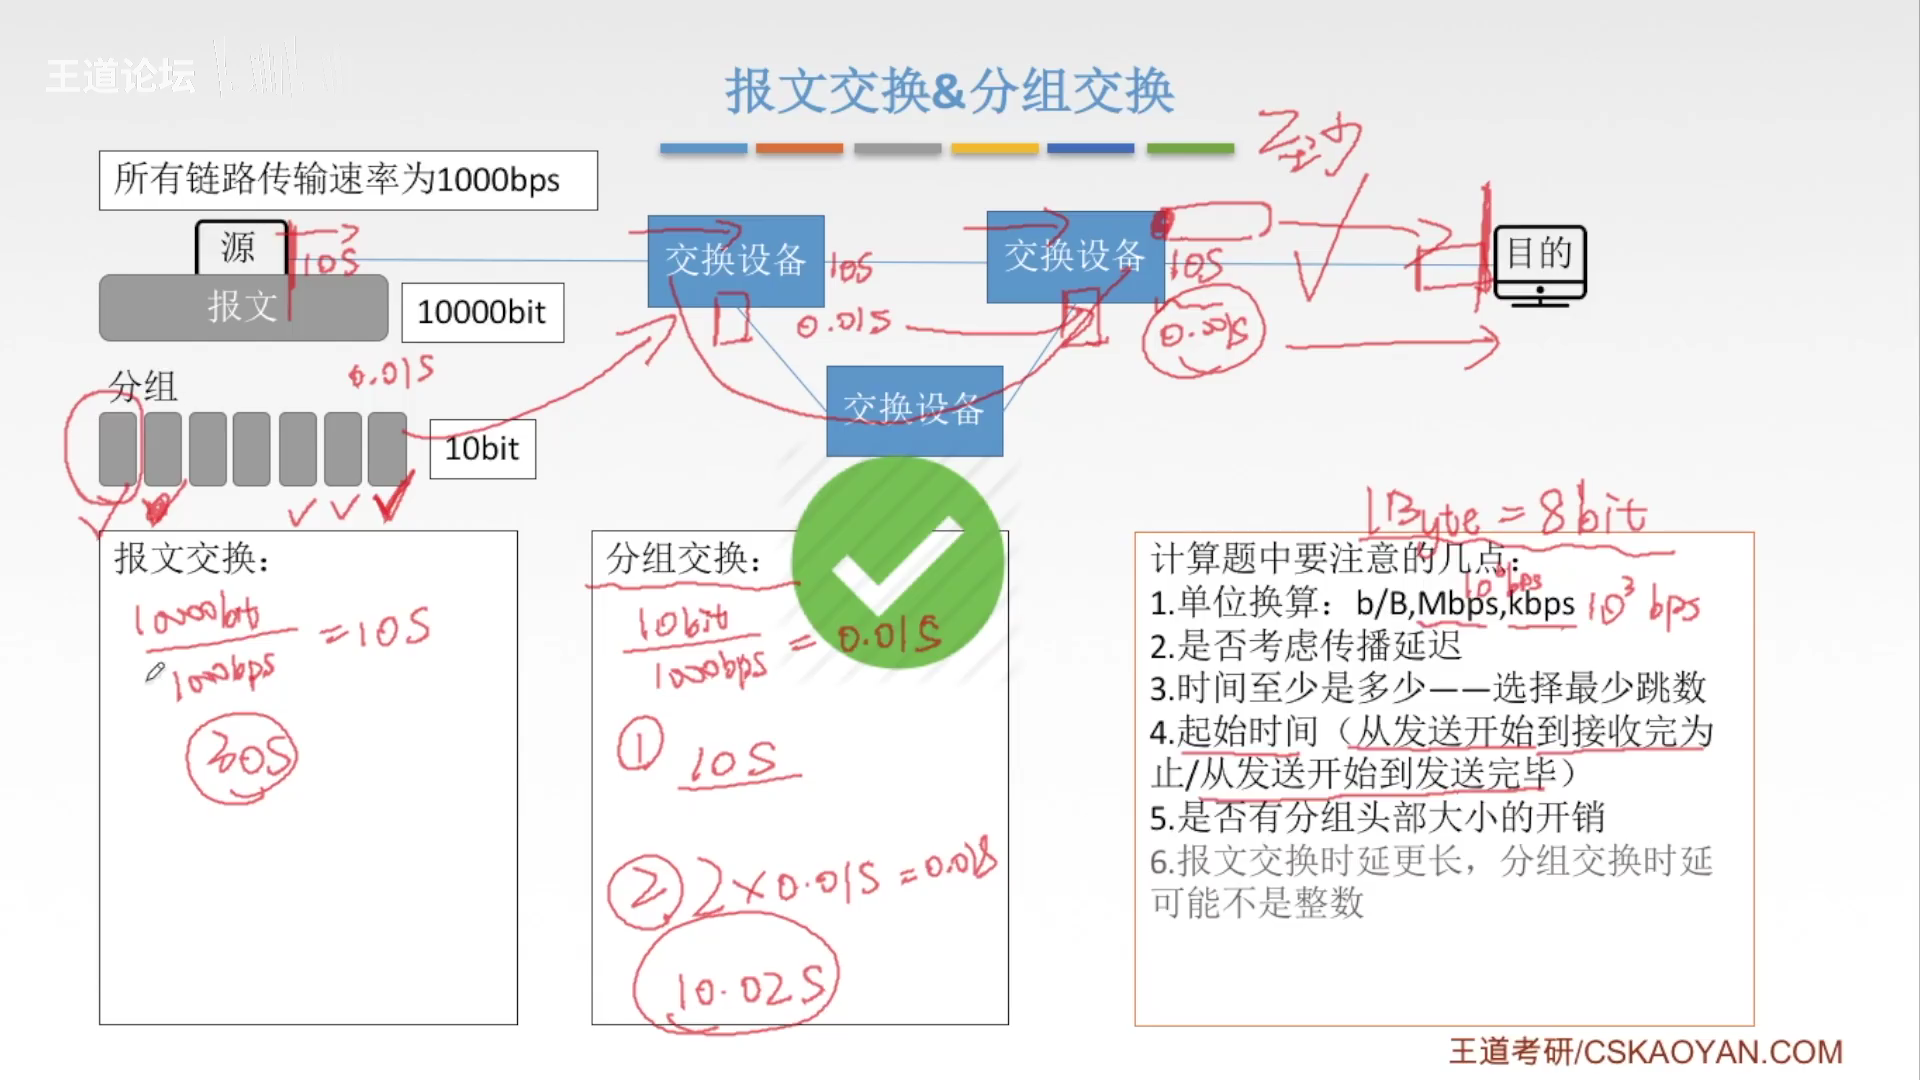 王道论坛
报文交换&分组交换
至少
所有链路传输速率为1000bps
源
10S
交换设备
10S
交换设备
10S
目的
报文
10000bit
0.01S
0.01S
分组
0.01S
交换设备
10bit
1Byte = 8bit
报文交换：
10000bit
1000bps
=10S
30S
分组交换：
10bit
1000bps
= 0.01S
① 10S
② 2×0.01S=0.02S
10.02S
计算题中要注意的几点：
10⁶bps
1.单位换算：b/B,Mbps,kbps 10³ bps
2.是否考虑传播延迟
3.时间至少是多少——选择最少跳数
4.起始时间（从发送开始到接收完为
止/从发送开始到发送完毕）
5.是否有分组头部大小的开销
6.报文交换时延更长，分组交换时延
可能不是整数
王道考研/CSKAOYAN.COM